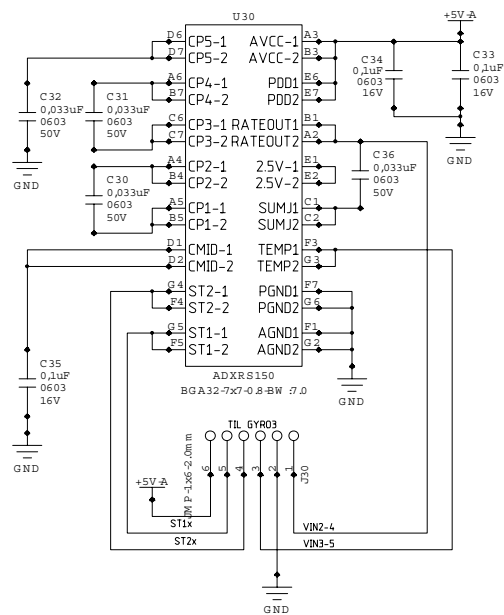 U30
+5V-A
D6 CP5-1 AVCC-1 A3
D7 CP5-2 AVCC-2 B3
A6 CP4-1 PDD1 E6
B7 CP4-2 PDD2 E7
C6 CP3-1 RATEOUT1 B1
C7 CP3-2 RATEOUT2 A2
A4 CP2-1 2.5V-1 E1
B4 CP2-2 2.5V-2 E2
A5 CP1-1 SUMJ1 C1
B5 CP1-2 SUMJ2 C2
D1 CMID-1 TEMP1 F3
D2 CMID-2 TEMP2 G3
G4 ST2-1 PGND1 F7
F4 ST2-2 PGND2 G6
G5 ST1-1 AGND1 F1
F5 ST1-2 AGND2 G2
C32
0,033uF
0603
50V
C31
0,033uF
0603
50V
C30
0,033uF
0603
50V
C34
0,1uF
0603
16V
C33
0,1uF
0603
16V
C36
0,033uF
0603
50V
C35
0,1uF
0603
16V
GND
GND
GND
GND
ADXRS150
BGA32-7x7-0.8-BW :7.0
TIL GYRO3
JMP-1x6-2.0mm
6 5 4 3 2 1
J30
+5V-A
ST1x
ST2x
VIN2-4
VIN3-5
GND